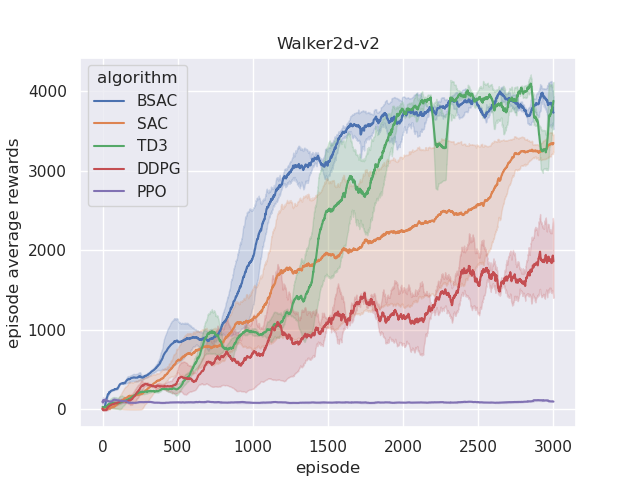 Walker2d-v2
episode average rewards
4000
3000
2000
1000
0
algorithm
BSAC
SAC
TD3
DDPG
PPO
0 500 1000 1500 2000 2500 3000
episode